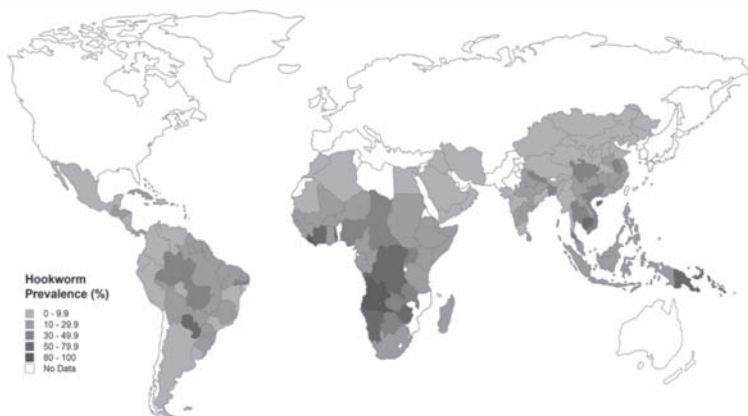 Hookworm
Prevalence (%)
0 - 9.9
10 - 29.9
30 - 49.9
50 - 79.9
80 - 100
No Data